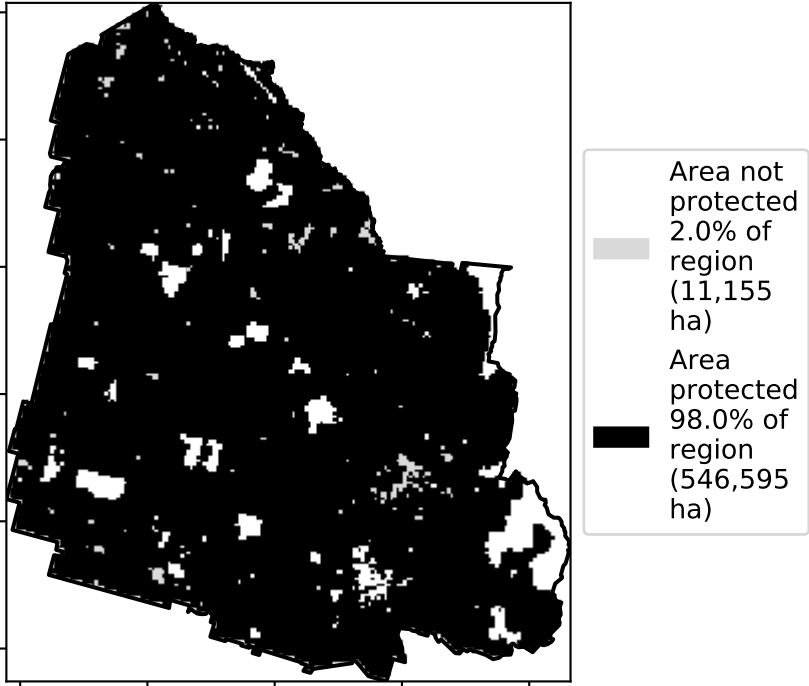 Area not
protected
2.0% of
region
(11,155
ha)
Area
protected
98.0% of
region
(546,595
ha)